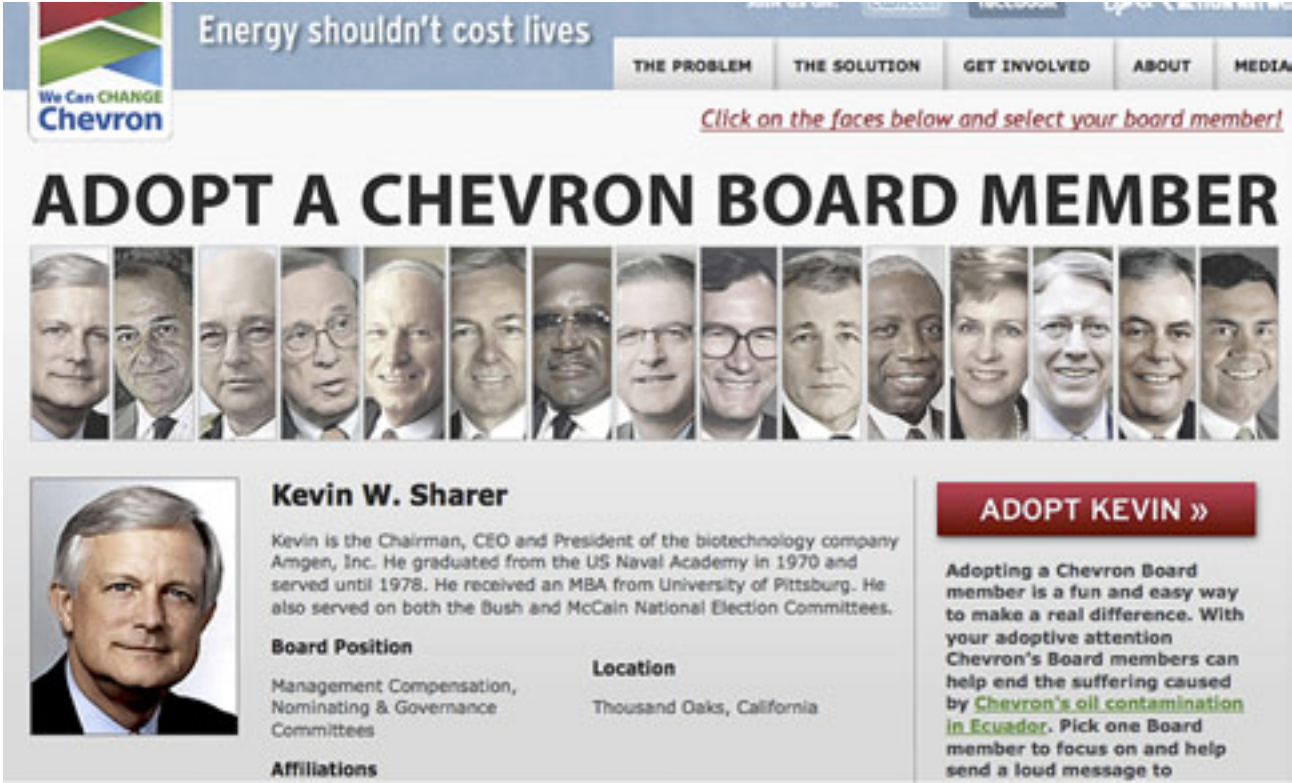 Energy shouldn't cost lives
We Can CHANGE
Chevron
THE PROBLEM
THE SOLUTION
GET INVOLVED
ABOUT
MEDIA
Click on the faces below and select your board member!
ADOPT A CHEVRON BOARD MEMBER
Kevin W. Sharer
Kevin is the Chairman, CEO and President of the biotechnology company
Amgen, Inc. He graduated from the US Naval Academy in 1970 and
served until 1978. He received an MBA from University of Pittsburg. He
also served on both the Bush and McCain National Election Committees.
Board Position
Management Compensation,
Nominating & Governance
Committees
Location
Thousand Oaks, California
Affiliations
ADOPT KEVIN »
Adopting a Chevron Board
member is a fun and easy way
to make a real difference. With
your adoptive attention
Chevron's Board members can
help end the suffering caused
by Chevron's oil contamination
in Ecuador. Pick one Board
member to focus on and help
send a loud message to